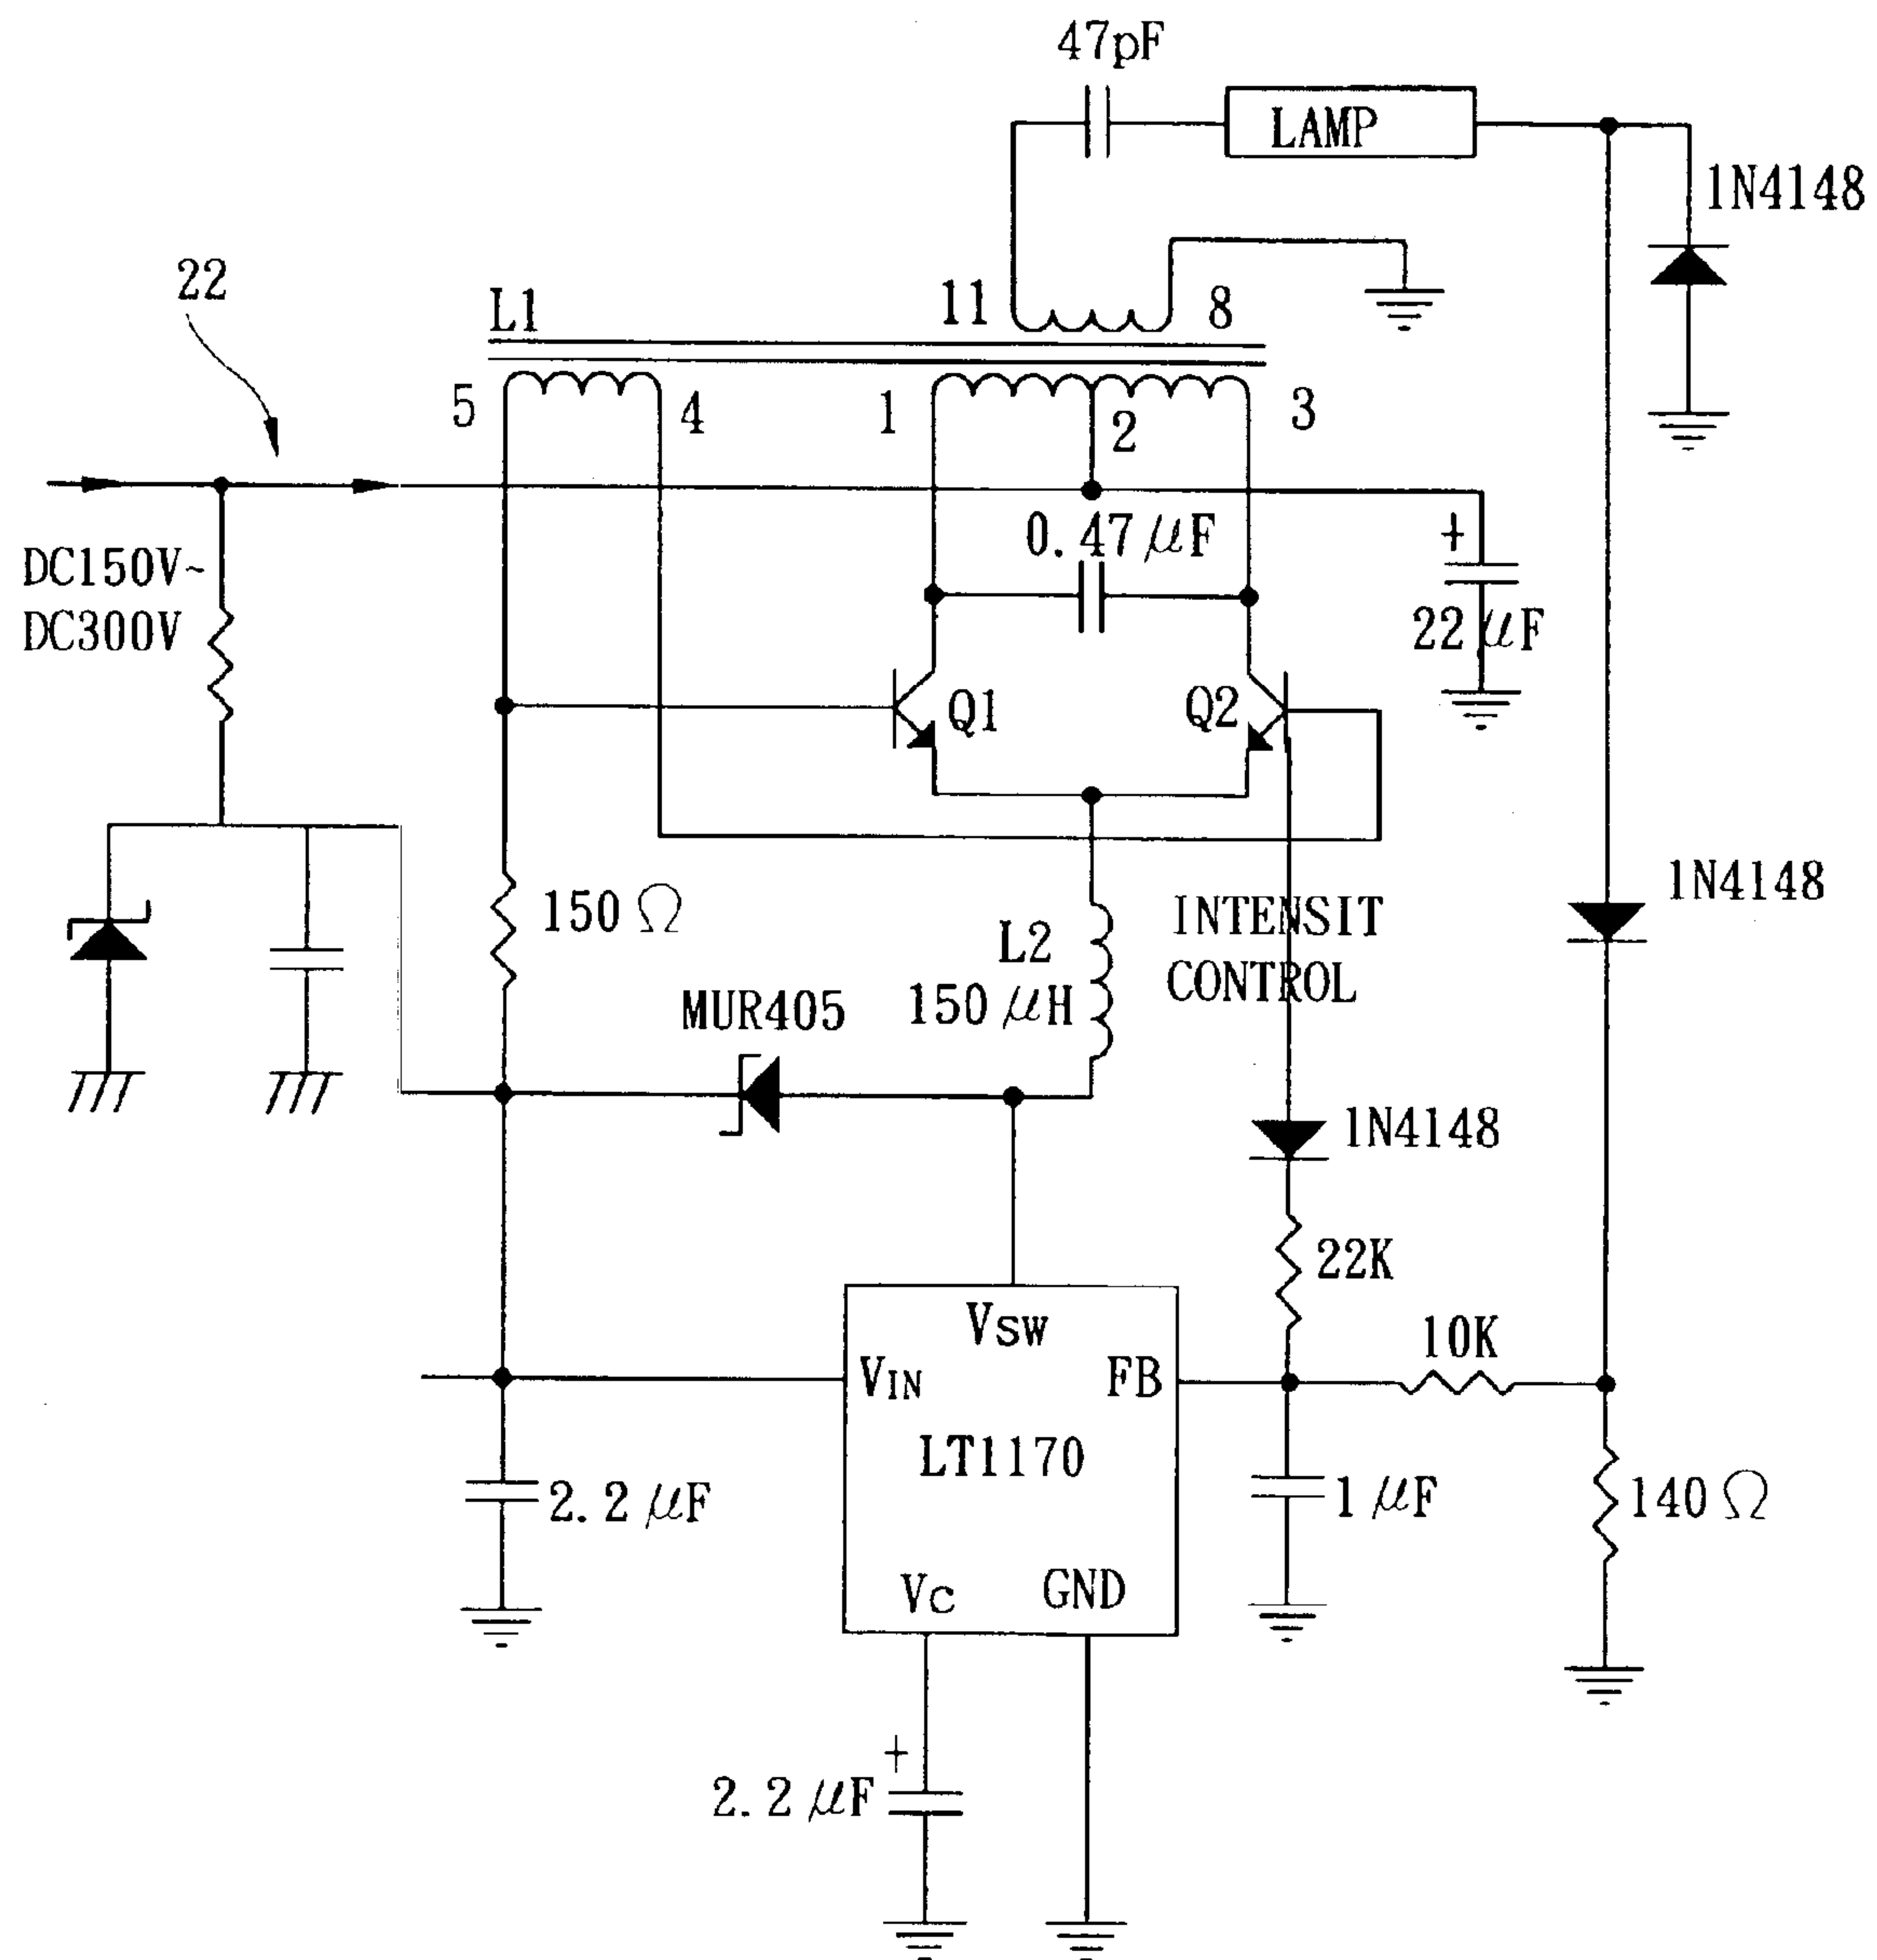 47pF
LAMP
1N4148
22
L1
11
8
5
4
1
2
3
DC150V~
DC300V
0.47μF
+
22μF
Q1
Q2
150Ω
L2
150μH
INTENSIT
CONTROL
1N4148
MUR405
1N4148
22K
10K
VSW
VIN
FB
LT1170
2.2μF
1μF
140Ω
VC
GND
+
2.2μF